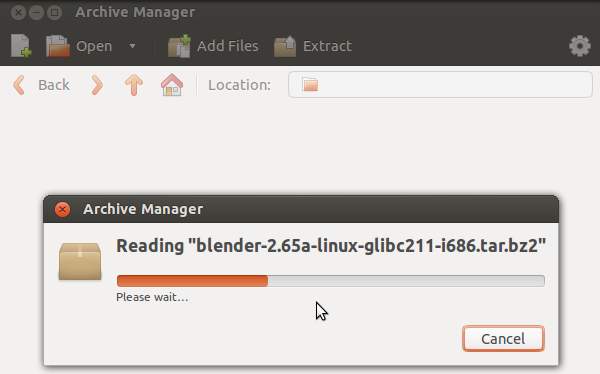 Archive Manager
Open Add Files Extract
Back Location:
Archive Manager
Reading "blender-2.65a-linux-glibc211-i686.tar.bz2"
Please wait...
Cancel